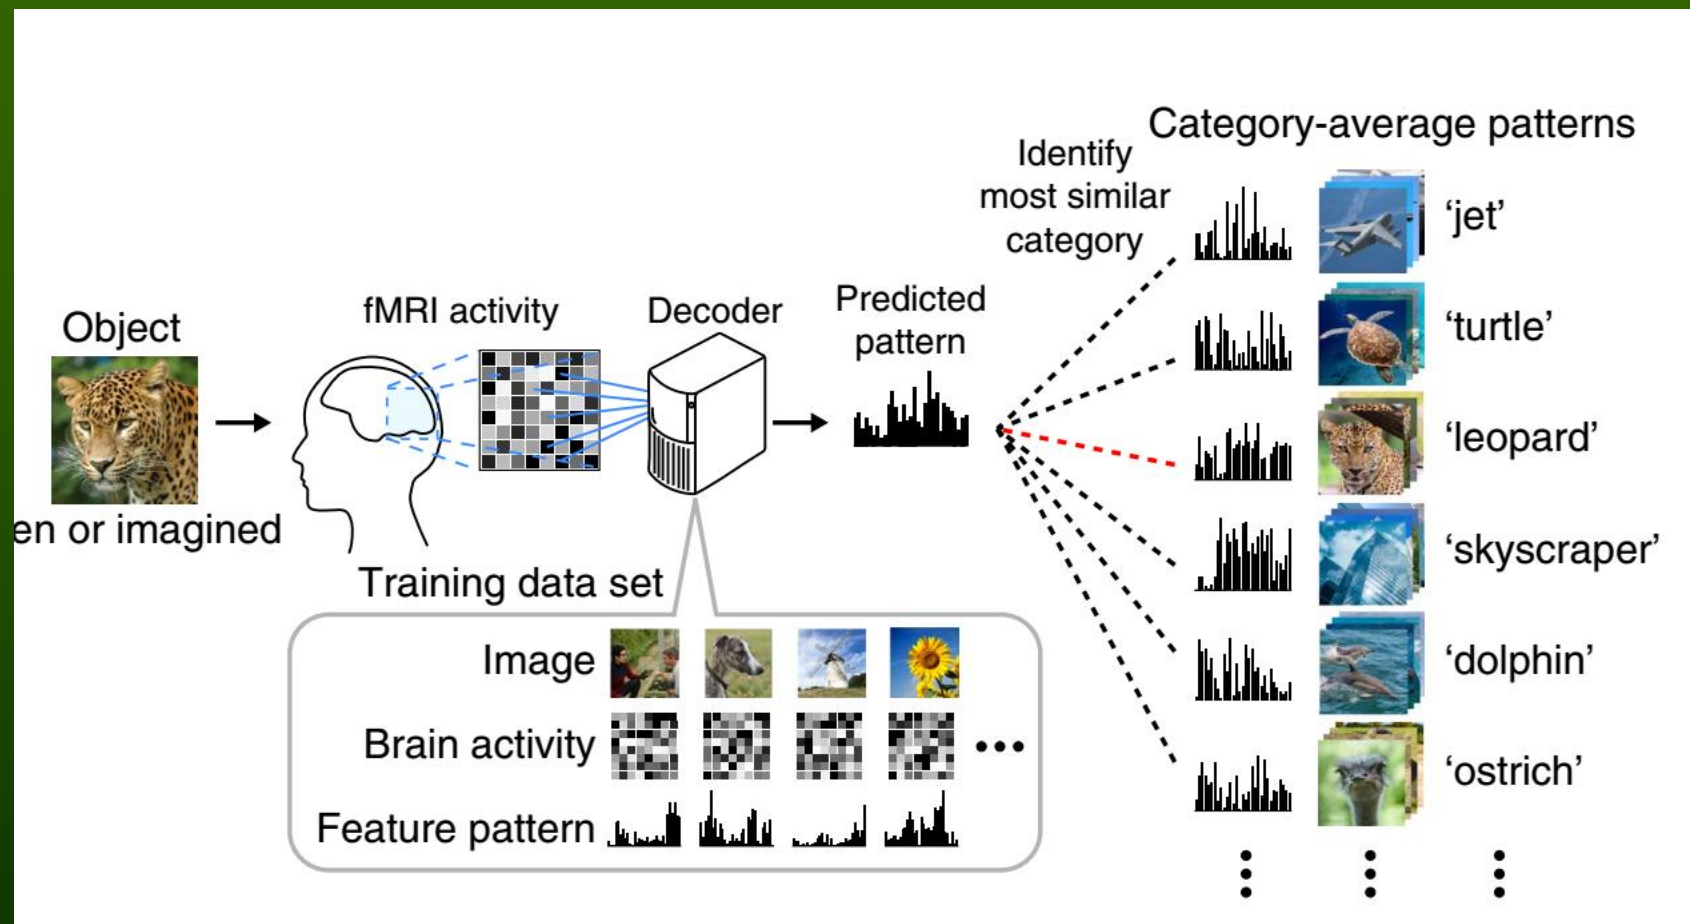 Category-average patterns
Identify
most similar
category
‘jet’
‘turtle’
‘leopard’
‘skyscraper’
‘dolphin’
‘ostrich’
Object
en or imagined
fMRI activity
Decoder
Predicted
pattern
Training data set
Image
Brain activity
Feature pattern